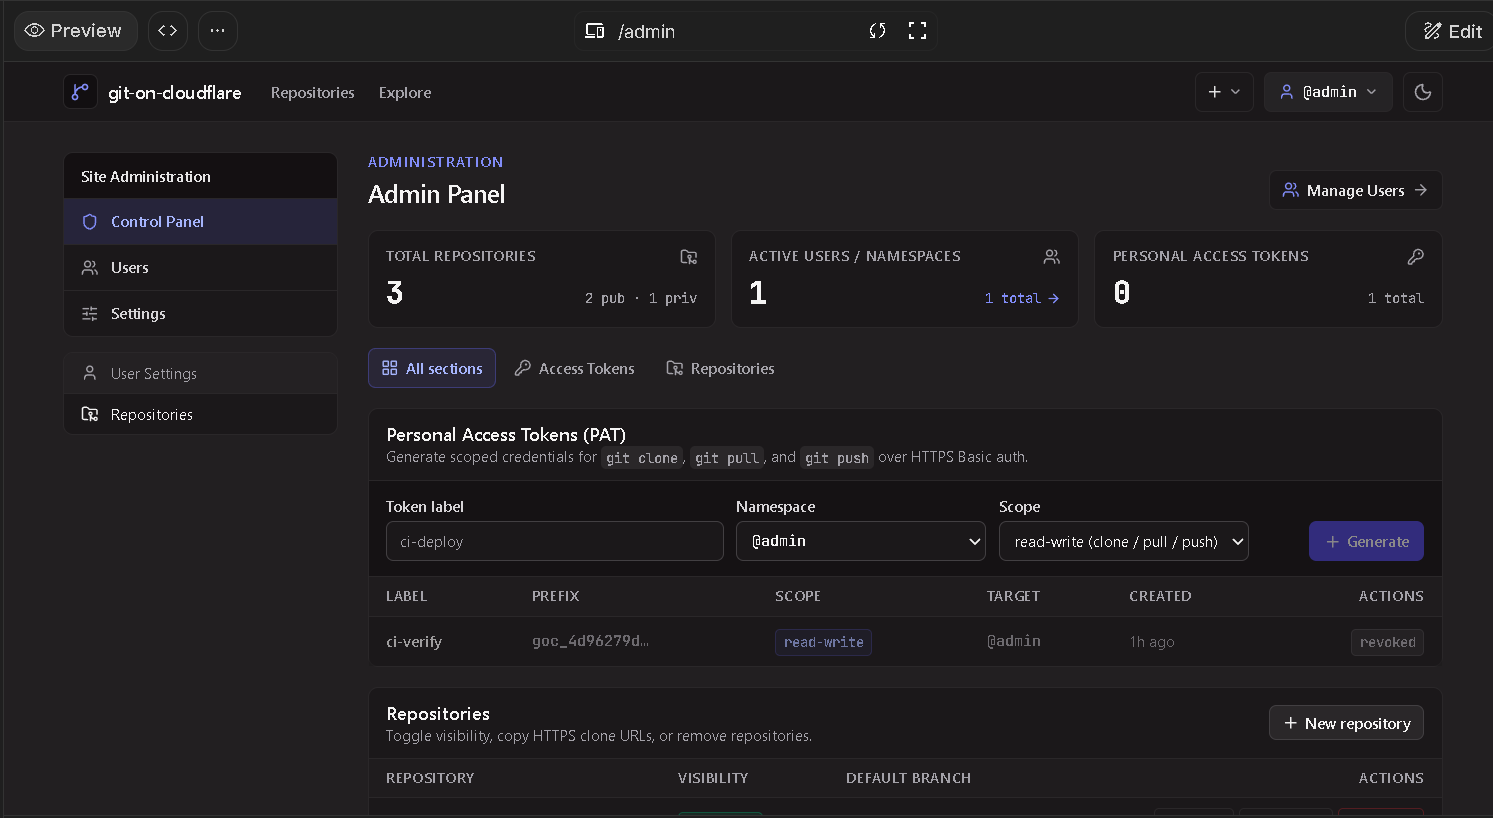 Preview
/admin
Edit
git-on-cloudflare
Repositories
Explore
@admin
Site Administration
Control Panel
Users
Settings
User Settings
Repositories
ADMINISTRATION
Admin Panel
Manage Users
TOTAL REPOSITORIES
3
2 pub · 1 priv
ACTIVE USERS / NAMESPACES
1
1 total →
PERSONAL ACCESS TOKENS
0
1 total
All sections
Access Tokens
Repositories
Personal Access Tokens (PAT)
Generate scoped credentials for git clone, git pull, and git push over HTTPS Basic auth.
Token label
Namespace
Scope
ci-deploy
@admin
read-write (clone / pull / push)
+ Generate
LABEL PREFIX SCOPE TARGET CREATED ACTIONS
ci-verify goc_4d96279d… read-write @admin 1h ago revoked
Repositories
Toggle visibility, copy HTTPS clone URLs, or remove repositories.
+ New repository
REPOSITORY VISIBILITY DEFAULT BRANCH ACTIONS